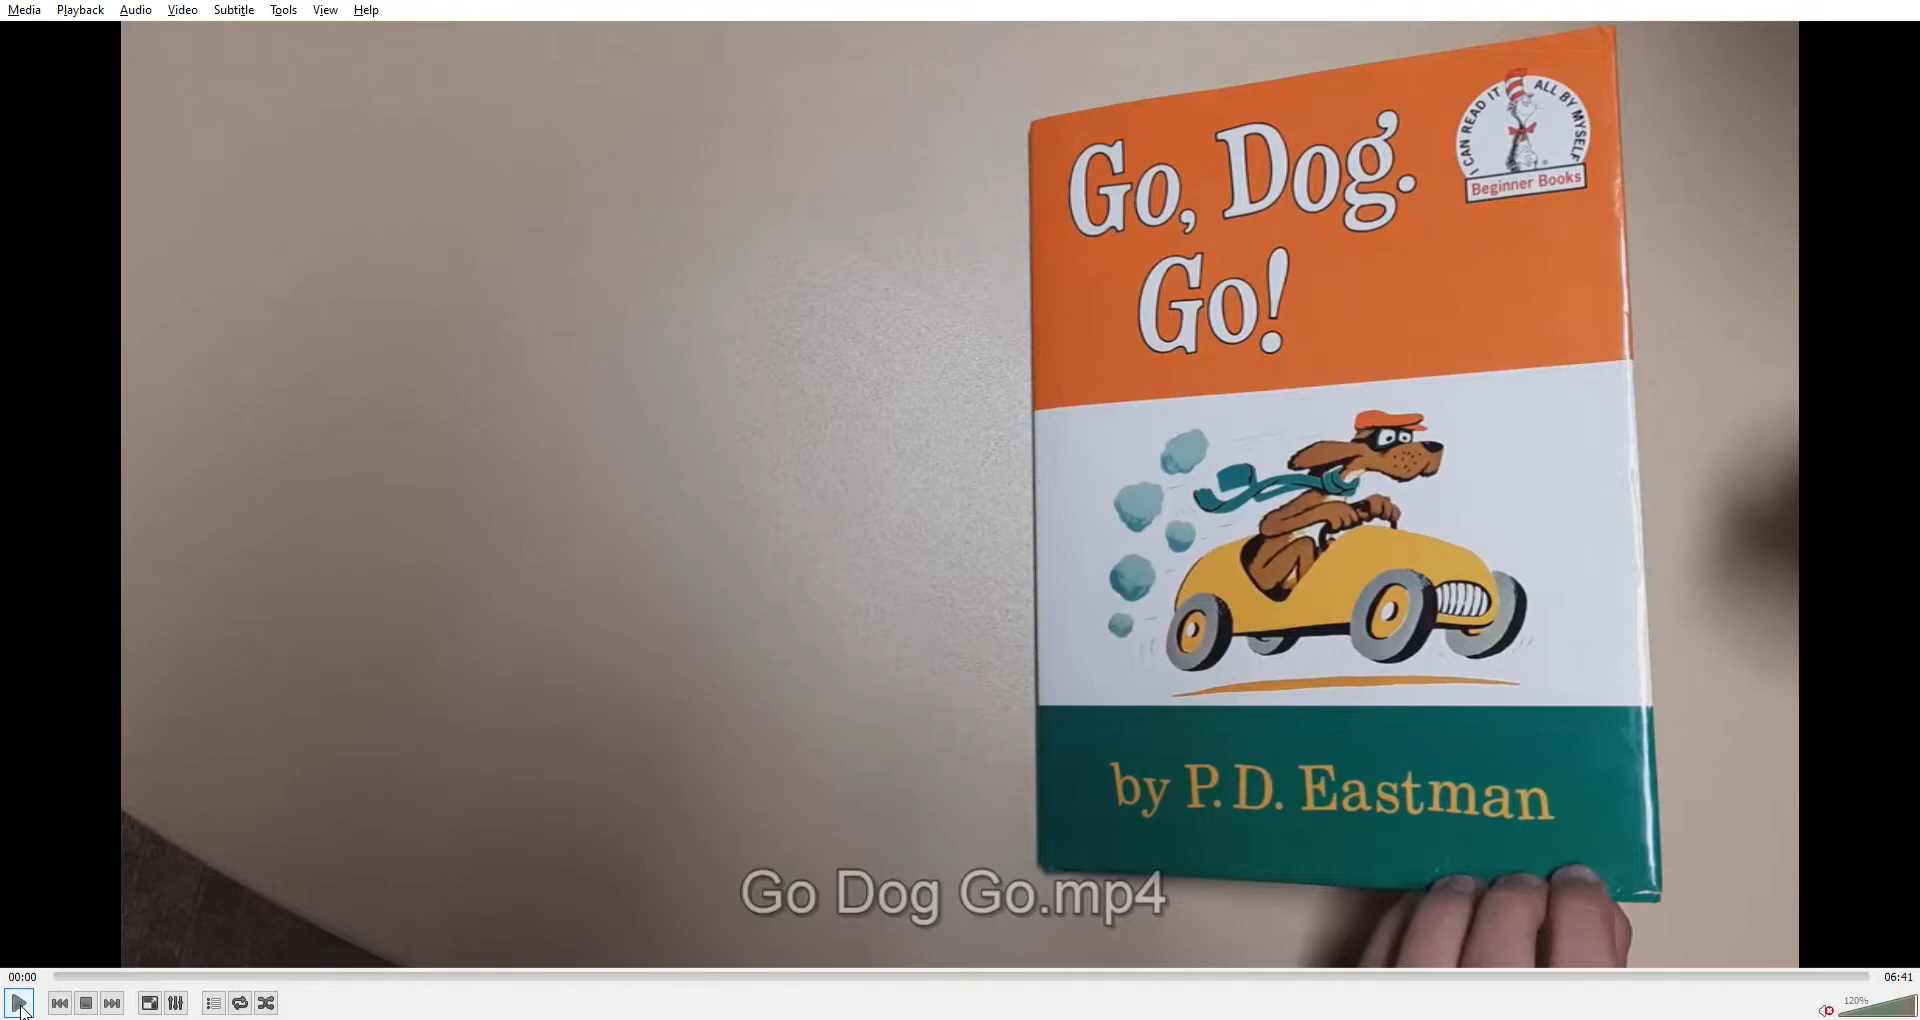 Media Playback Audio Video Subtitle Tools View Help
Go, Dog.
Go!
I CAN READ IT ALL BY MYSELF
Beginner Books
by P. D. Eastman
Go Dog Go.mp4
00:00
06:41
120%